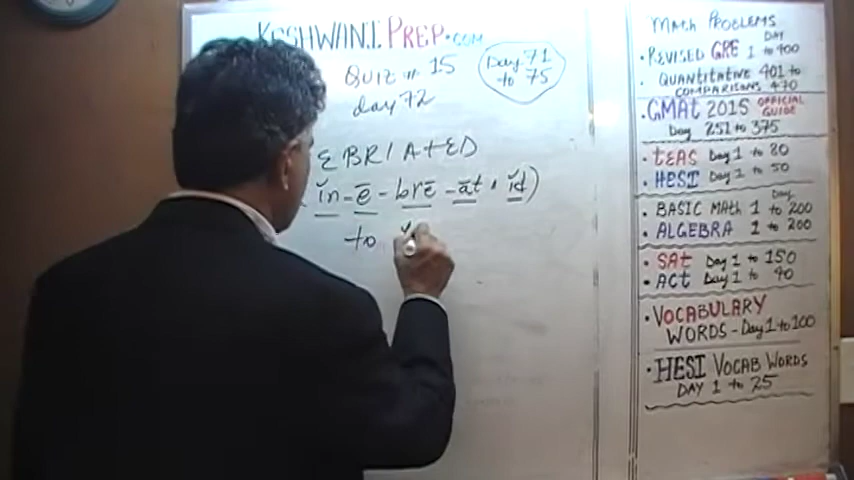 KESHWANI PREP.COM
QUIZ # 15
day 72
Day 71
to 75
EBRIATED
ĭn-ē-brē-āt'ĭd)
to
Math PROBLEMS
DAY
• REVISED GRE 1 to 400
• QUANTITATIVE 401 to
COMPARISONS 470
• GMAT 2015 OFFICIAL GUIDE
Day 251 to 375
• tEAS Day 1 to 80
• HESI Day 1 to 50
Day
• BASIC Math 1 to 200
• ALGEBRA 1 to 200
• SAt Day 1 to 150
• ACt Day 1 to 40
• VOCABULARY
WORDS - Day 1 to 100
• HESI VOCAB WORDS
DAY 1 to 25